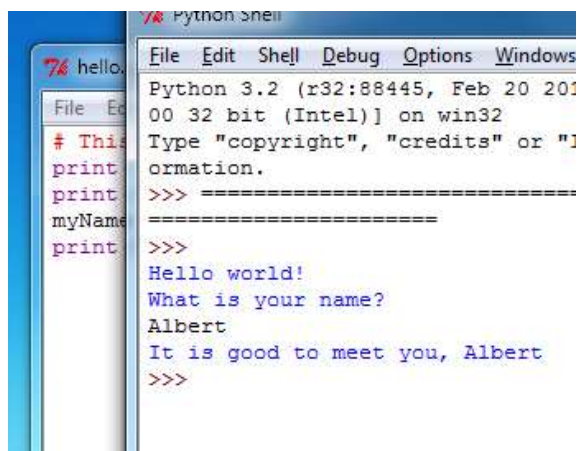 Python Shell
File Edit Shell Debug Options Windows
Python 3.2 (r32:88445, Feb 20 201
00 32 bit (Intel)] on win32
Type "copyright", "credits" or "l
ormation.
>>> =============================
======================
>>>
Hello world!
What is your name?
Albert
It is good to meet you, Albert
>>>
hello.
File Ed
# This
print
print
myName
print